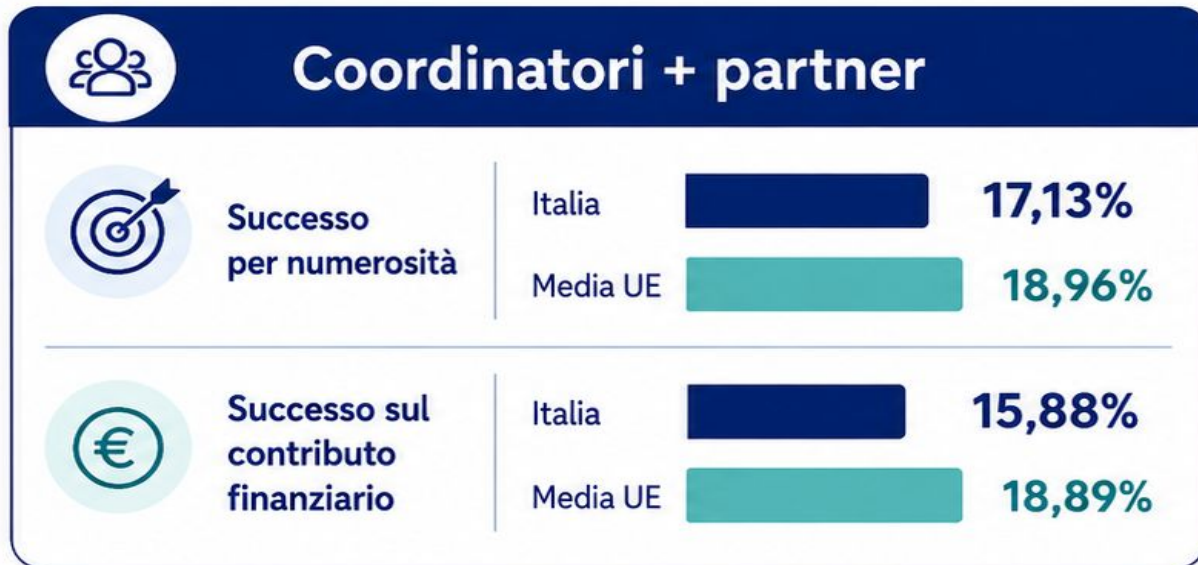 Coordinatori + partner
Successo
per numerosità
Italia
17,13%
Media UE
18,96%
€
Successo sul
contributo
finanziario
Italia
15,88%
Media UE
18,89%